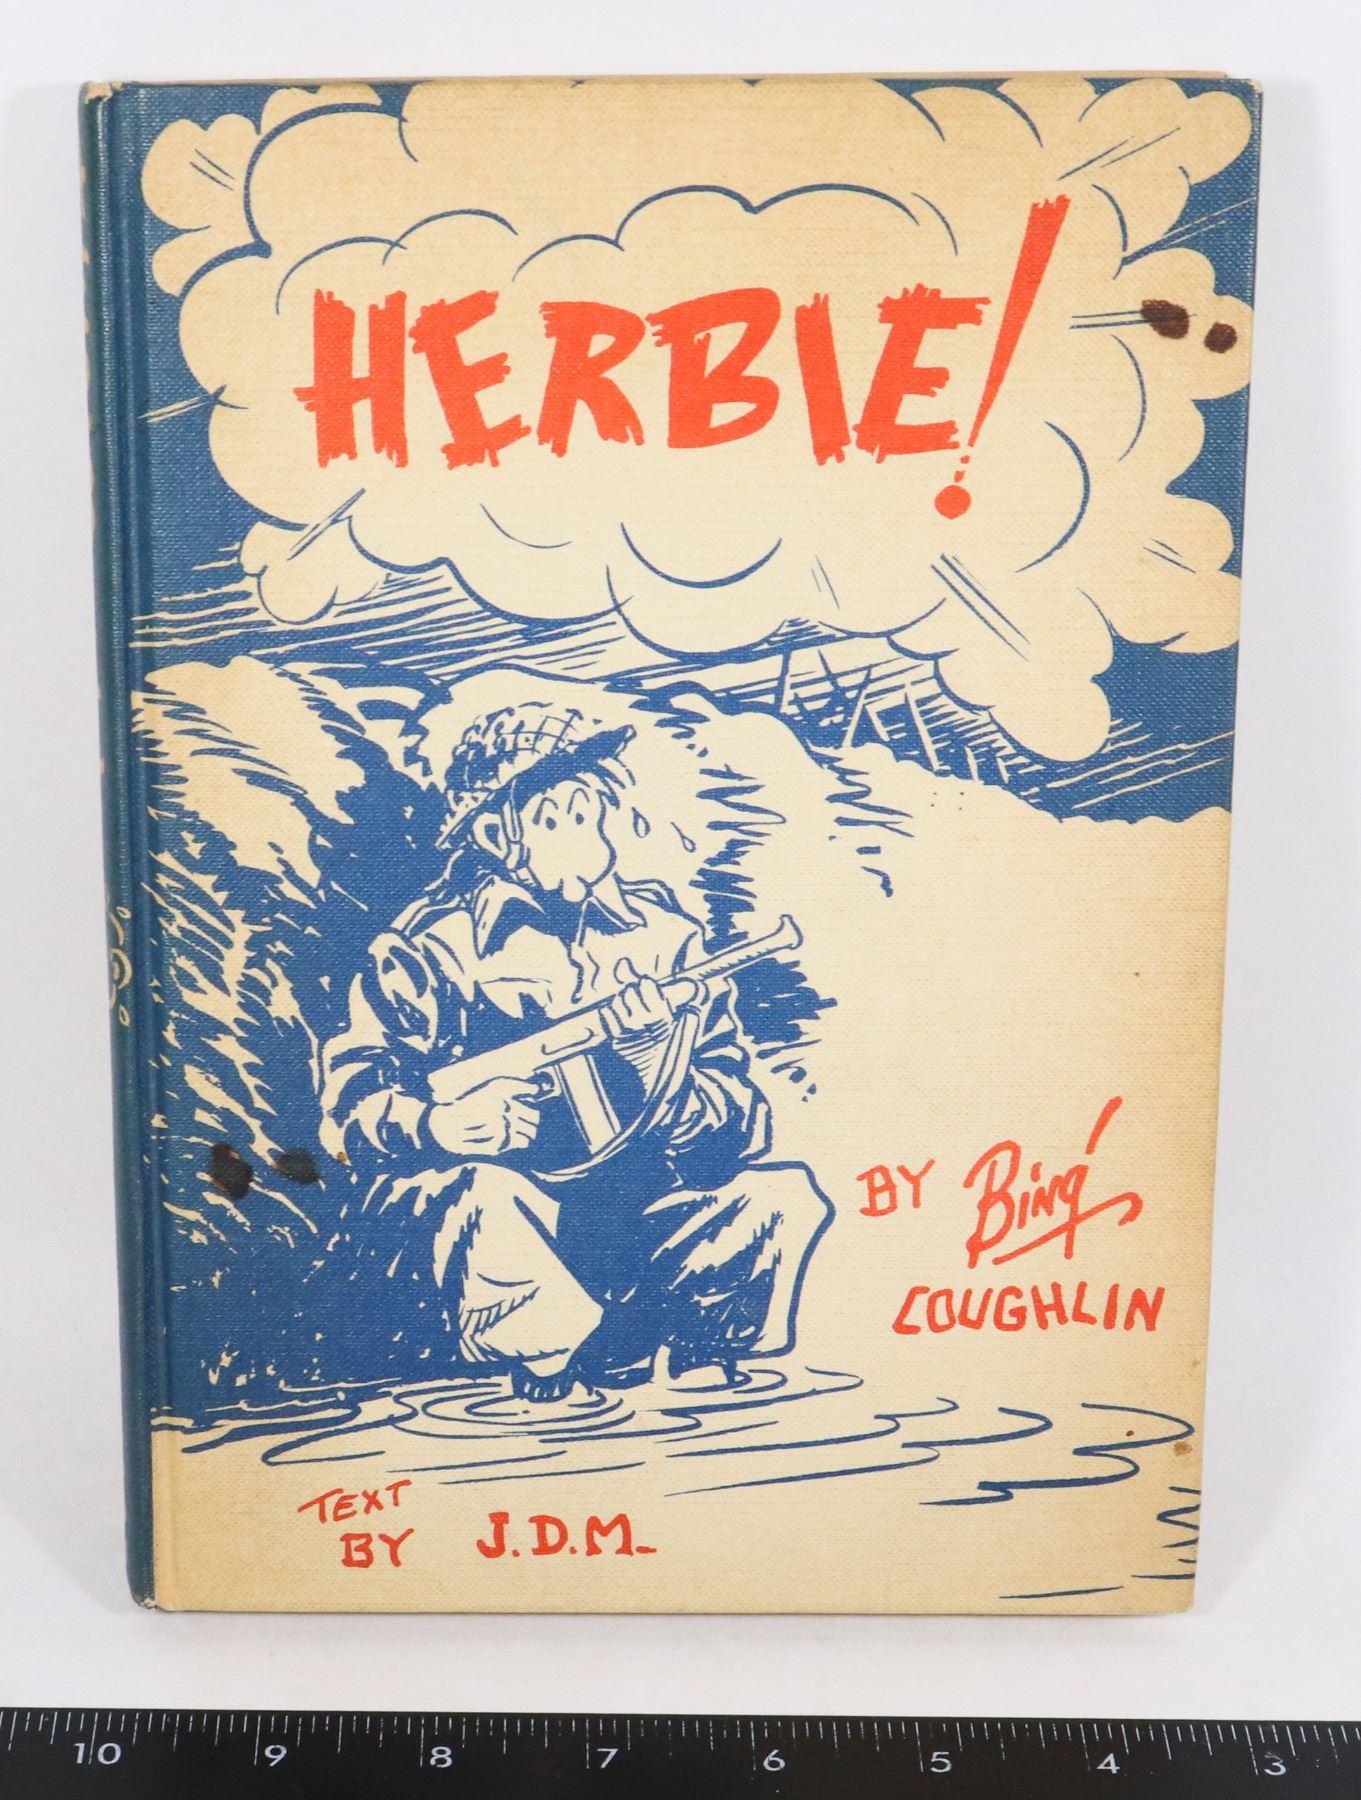 HERBIE!
BY Bing
COUGHLIN
TEXT
BY J.D.M.
10 9 8 7 6 5 4 3